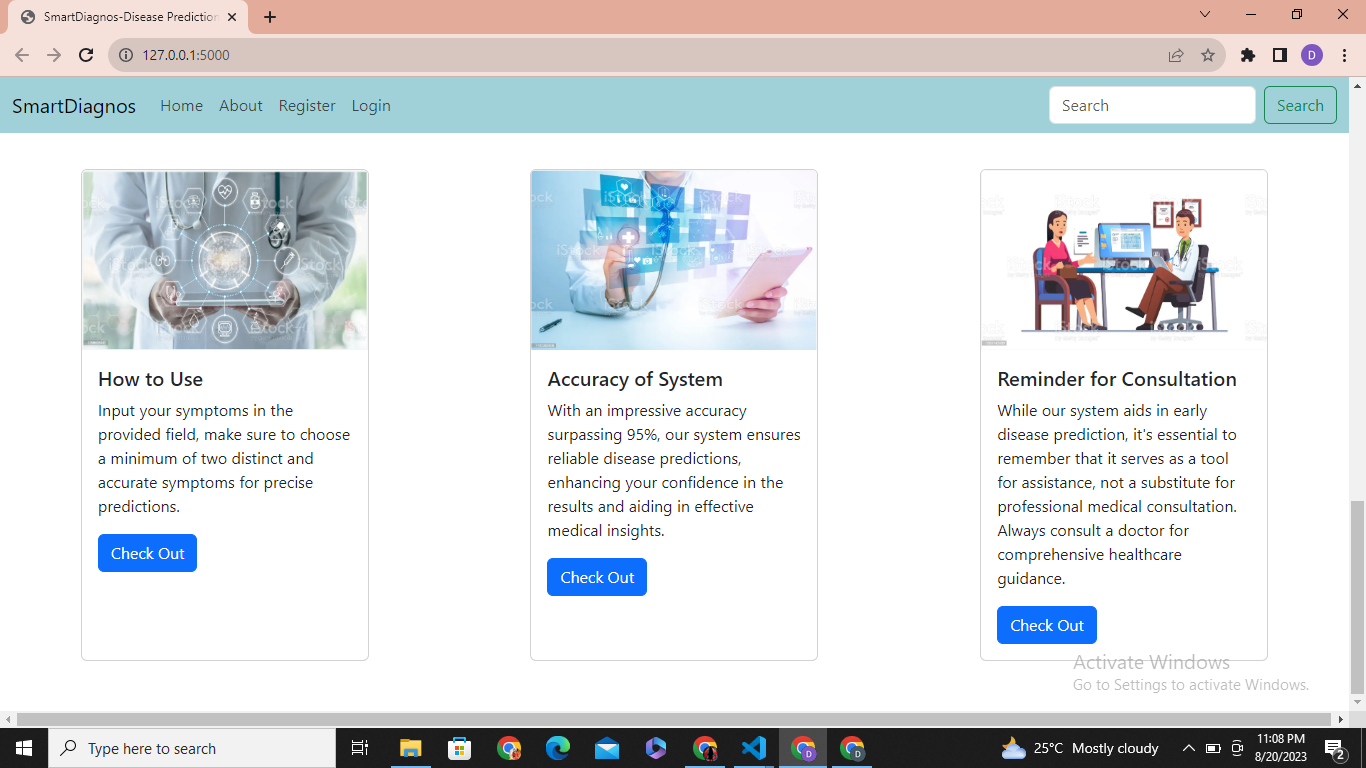 SmartDiagnos-Disease Prediction
127.0.0.1:5000
D
SmartDiagnos Home About Register Login Search Search
iStock
iStock
iStock
How to Use
Input your symptoms in the
provided field, make sure to choose
a minimum of two distinct and
accurate symptoms for precise
predictions.
Check Out
Accuracy of System
With an impressive accuracy
surpassing 95%, our system ensures
reliable disease predictions,
enhancing your confidence in the
results and aiding in effective
medical insights.
Check Out
Reminder for Consultation
While our system aids in early
disease prediction, it's essential to
remember that it serves as a tool
for assistance, not a substitute for
professional medical consultation.
Always consult a doctor for
comprehensive healthcare
guidance.
Check Out
Activate Windows
Go to Settings to activate Windows.
Type here to search
25°C Mostly cloudy
11:08 PM
8/20/2023
2